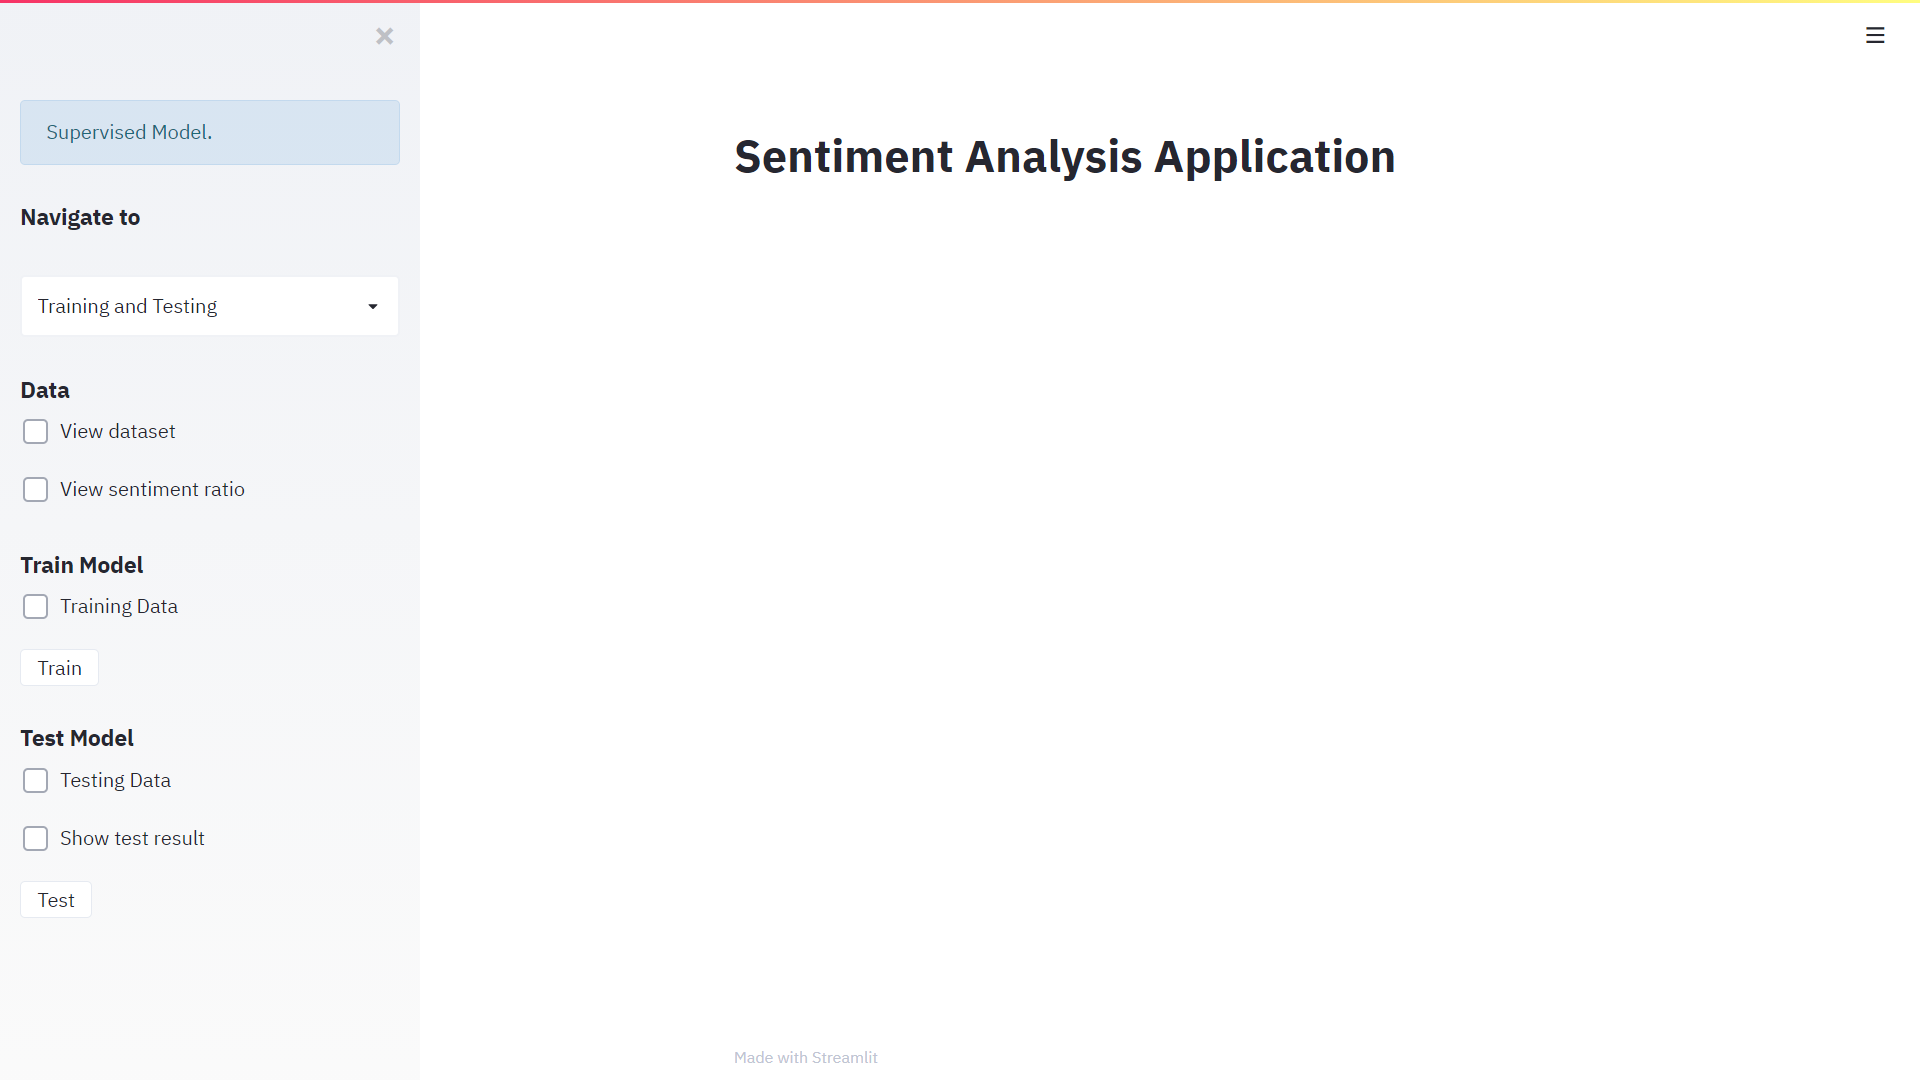 Supervised Model.
Navigate to
Training and Testing
Data
View dataset
View sentiment ratio
Train Model
Training Data
Train
Test Model
Testing Data
Show test result
Test
Sentiment Analysis Application
Made with Streamlit